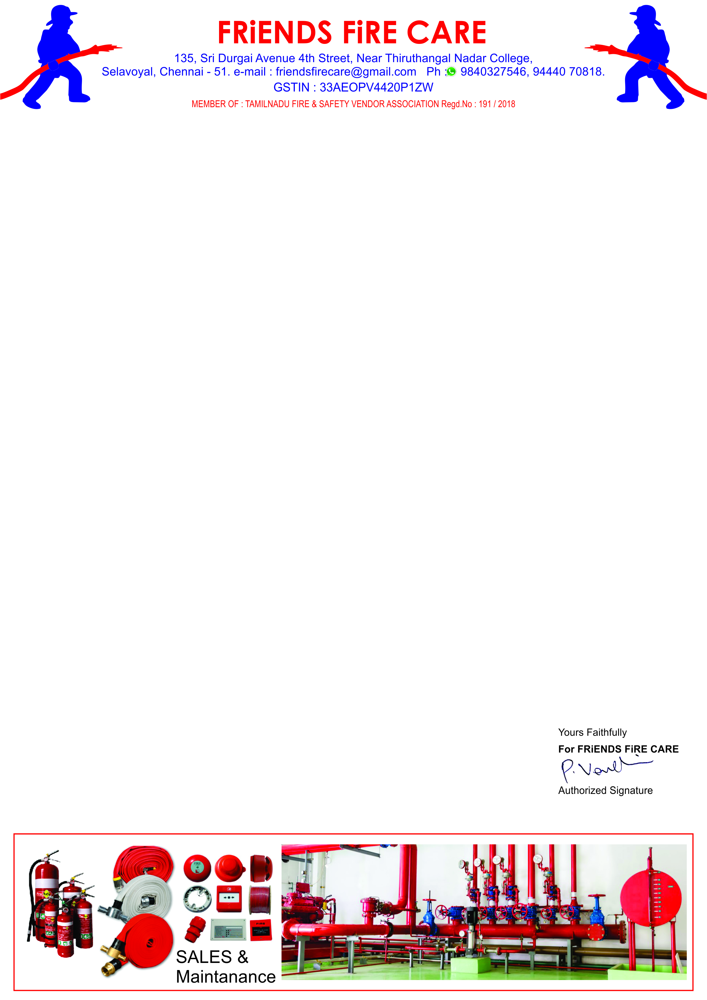 FRiENDS FiRE CARE
135, Sri Durgai Avenue 4th Street, Near Thiruthangal Nadar College,
Selavoyal, Chennai - 51. e-mail : friendsfirecare@gmail.com Ph : 9840327546, 94440 70818.
GSTIN : 33AEOPV4420P1ZW
MEMBER OF : TAMILNADU FIRE & SAFETY VENDOR ASSOCIATION Regd.No : 191 / 2018
Yours Faithfully
For FRiENDS FiRE CARE
Authorized Signature
FIRE
Fire Safe
FIRE
SALES &
Maintanance